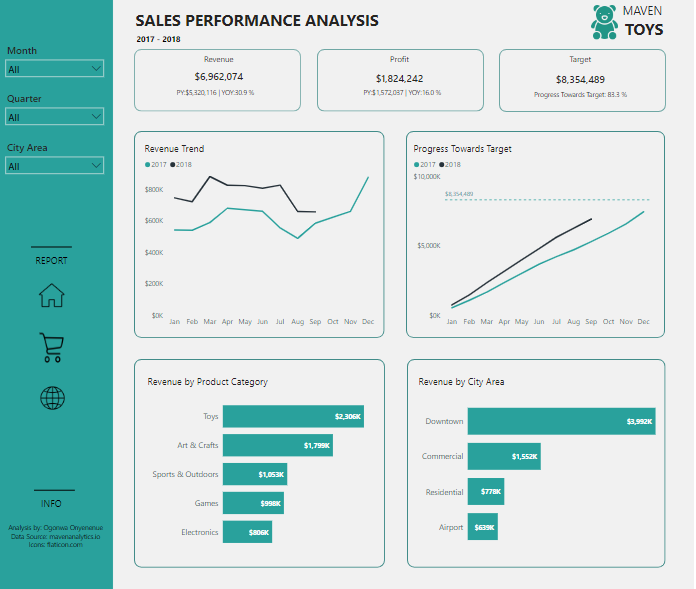 SALES PERFORMANCE ANALYSIS
2017 - 2018
MAVEN
TOYS
Month
All
Quarter
All
City Area
All
REPORT
INFO
Analysis by: Ogonwa Onyenenue
Data Source: mavenanalytics.io
Icons: flaticon.com
Revenue
$6,962,074
PY:$5,320,116 | YOY:30.9 %
Profit
$1,824,242
PY:$1,572,037 | YOY:16.0 %
Target
$8,354,489
Progress Towards Target: 83.3 %
Revenue Trend
2017 2018
$800K
$600K
$400K
$200K
$0K
Jan Feb Mar Apr May Jun Jul Aug Sep Oct Nov Dec
Progress Towards Target
2017 2018
$10,000K
$8,354,489
$5,000K
$0K
Jan Feb Mar Apr May Jun Jul Aug Sep Oct Nov Dec
Revenue by Product Category
Toys $2,306K
Art & Crafts $1,799K
Sports & Outdoors $1,053K
Games $998K
Electronics $806K
Revenue by City Area
Downtown $3,992K
Commercial $1,552K
Residential $778K
Airport $639K